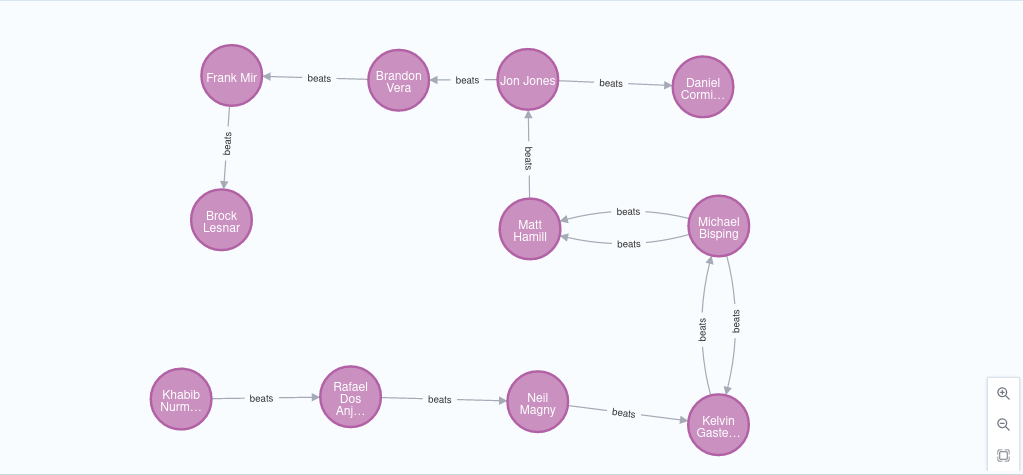 Frank Mir
beats
Brandon
Vera
beats
Jon Jones
beats
Daniel
Cormi...
beats
beats
Brock
Lesnar
Matt
Hamill
beats
beats
Michael
Bisping
beats
beats
Khabib
Nurm...
beats
Rafael
Dos
Anj...
beats
Neil
Magny
beats
Kelvin
Gaste...